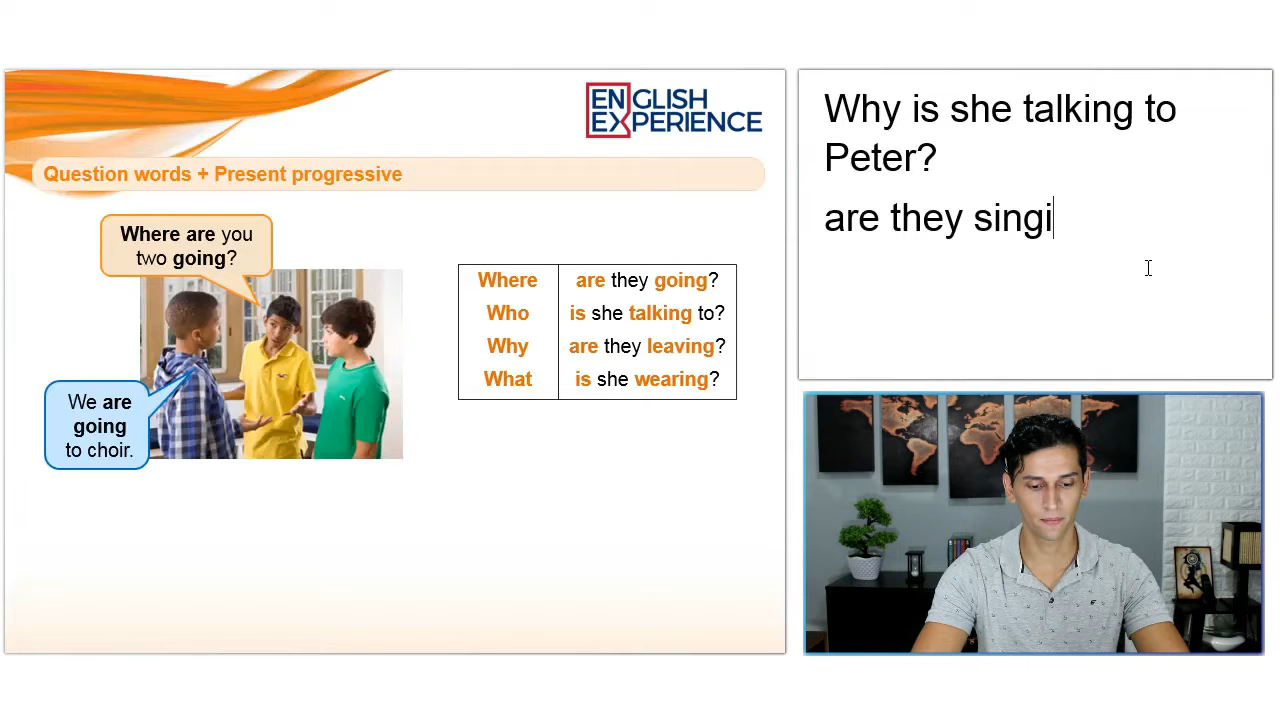 ENGLISH
EXPERIENCE
Question words + Present progressive
Where are you
two going?
We are
going
to choir.
Where are they going?
Who is she talking to?
Why are they leaving?
What is she wearing?
Why is she talking to
Peter?
are they singi